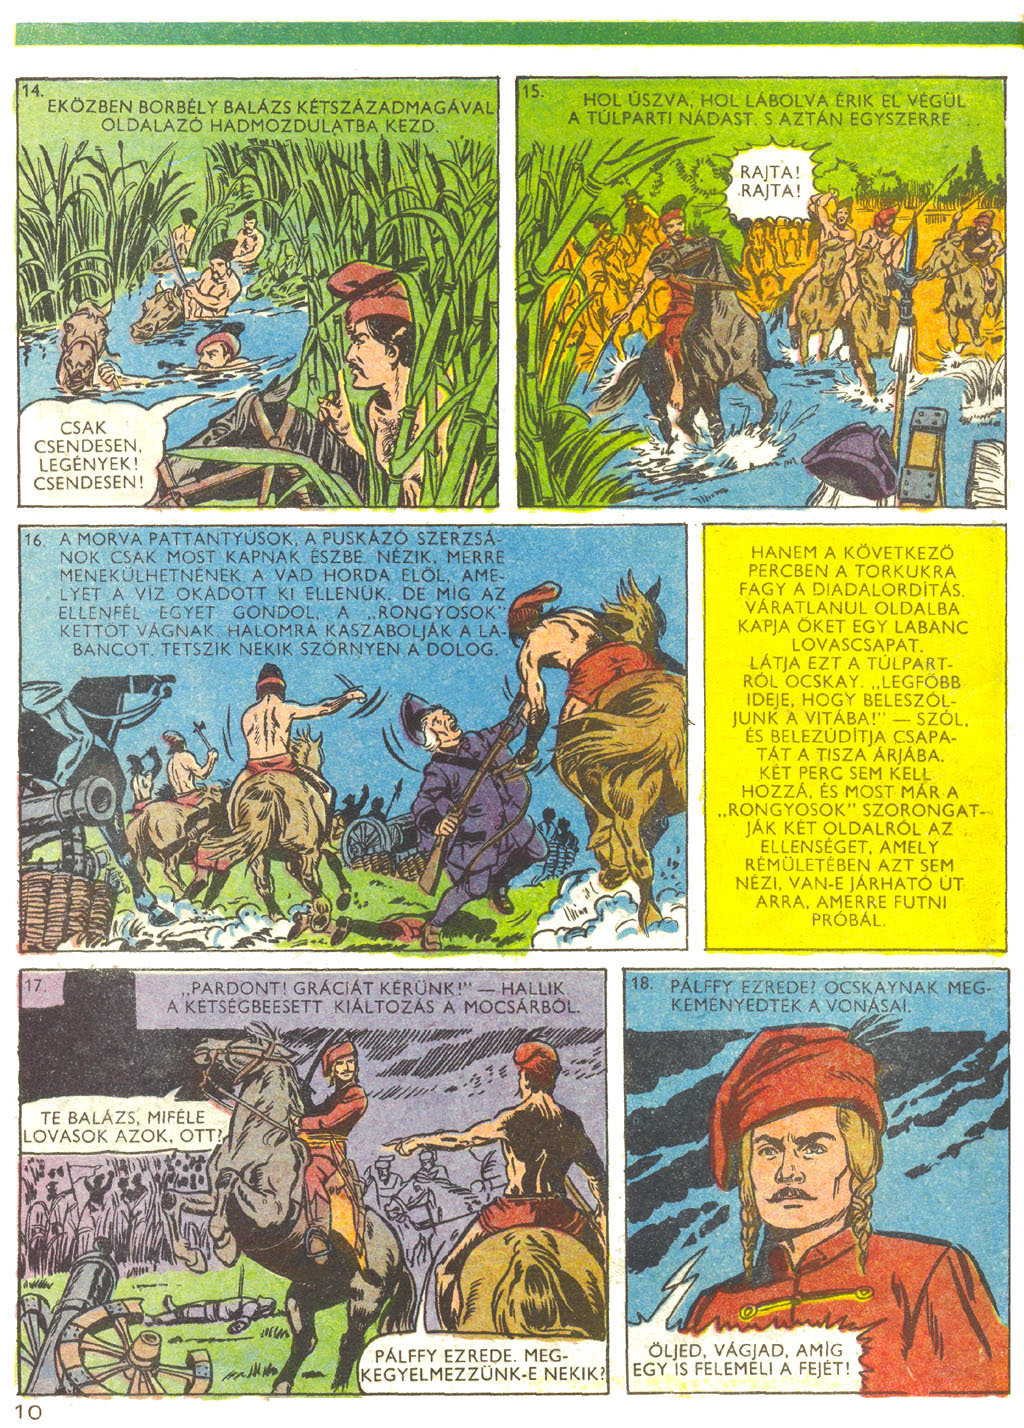 14.
EKÖZBEN BORBÉLY BALÁZS KÉTSZÁZADMAGÁVAL
OLDALAZÓ HADMOZDULATBA KEZD.
CSAK
CSENDESEN,
LEGÉNYEK!
CSENDESEN!
15.
HOL ÚSZVA, HOL LÁBOLVA ÉRIK EL VÉGÜL
A TÚLPARTI NÁDAST, S AZTÁN EGYSZERRE ...
RAJTA!
RAJTA!
16.
A MORVA PATTANTYÚSOK, A PUSKÁZÓ SZERZSÁ-
NOK CSAK MOST KAPNAK ÉSZBE. NÉZIK, MERRE
MENEKÜLHETNÉNEK A VAD HORDA ELŐL, AME-
LYET A VÍZ OKÁDOTT KI ELLENÜK. DE MÍG AZ
ELLENFÉL EGYET GONDOL, A „RONGYOSOK"
KETTŐT VÁGNAK. HALOMRA KASZABOLJÁK A LA-
BANCOT. TETSZIK NEKIK SZÖRNYEN A DOLOG.
HANEM A KÖVETKEZŐ
PERCBEN A TORKUKRA
FAGY A DIADALORDÍTÁS.
VÁRATLANUL OLDALBA
KAPJA ŐKET EGY LABANC
LOVASCSAPAT.
LÁTJA EZT A TÚLPART-
RÓL OCSKAY. „LEGFŐBB
IDEJE, HOGY BELESZÓL-
JUNK A VITÁBA!" — SZÓL,
ÉS BELEZÚDÍTJA CSAPA-
TÁT A TISZA ÁRJÁBA.
KÉT PERC SEM KELL
HOZZÁ, ÉS MOST MÁR A
„RONGYOSOK" SZORONGAT-
JÁK KÉT OLDALRÓL AZ
ELLENSÉGET, AMELY
RÉMÜLETÉBEN AZT SEM
NÉZI, VAN-E JÁRHATÓ ÚT
ARRA, AMERRE FUTNI
PRÓBÁL.
17.
„PARDONT! GRÁCIÁT KÉRÜNK!" — HALLIK
A KÉTSÉGBEESETT KIÁLTOZÁS A MOCSÁRBÓL.
TE BALÁZS, MIFÉLE
LOVASOK AZOK, OTT?
PÁLFFY EZREDE. MEG-
KEGYELMEZZÜNK-E NEKIK?
18.
PÁLFFY EZREDE? OCSKAYNAK MEG-
KEMÉNYEDTEK A VONÁSAI.
ÖLJED, VÁGJAD, AMÍG
EGY IS FELEMÉLI A FEJÉT!
10